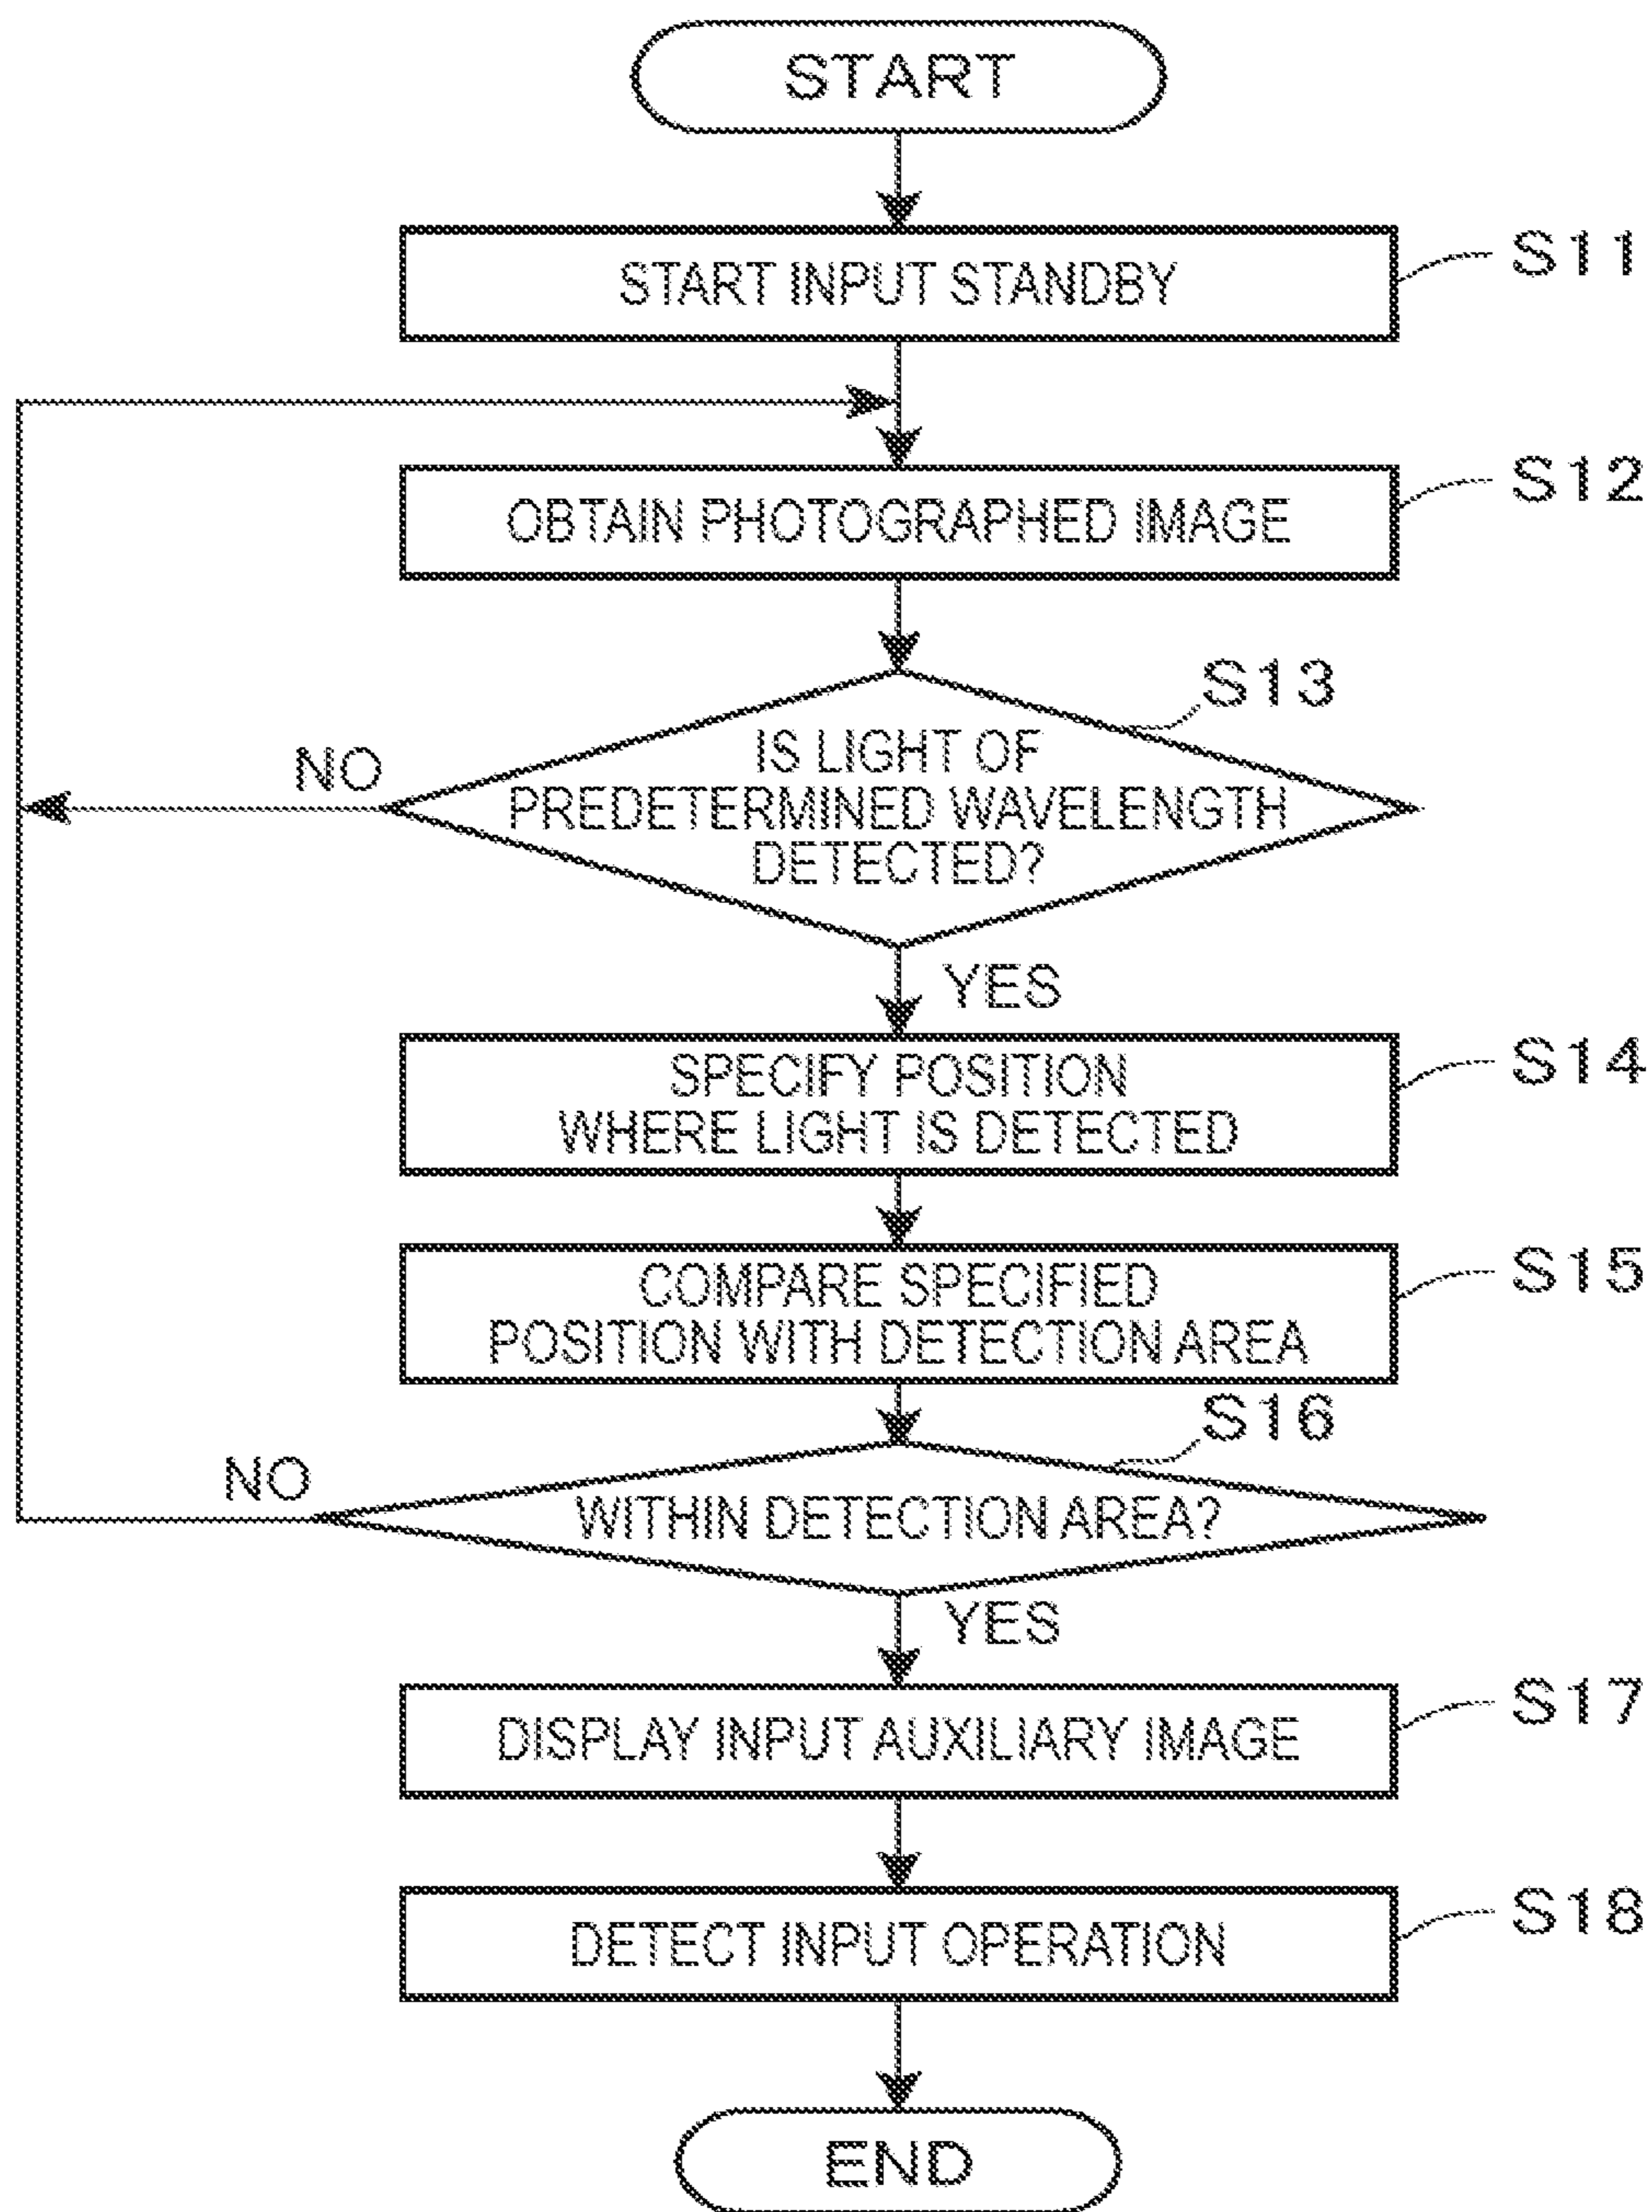 START
START INPUT STANDBY
S11
OBTAIN PHOTOGRAPHED IMAGE
S12
S13
IS LIGHT OF
PREDETERMINED WAVELENGTH
DETECTED?
NO
YES
SPECIFY POSITION
WHERE LIGHT IS DETECTED
S14
COMPARE SPECIFIED
POSITION WITH DETECTION AREA
S15
S16
WITHIN DETECTION AREA?
NO
YES
DISPLAY INPUT AUXILIARY IMAGE
S17
DETECT INPUT OPERATION
S18
END